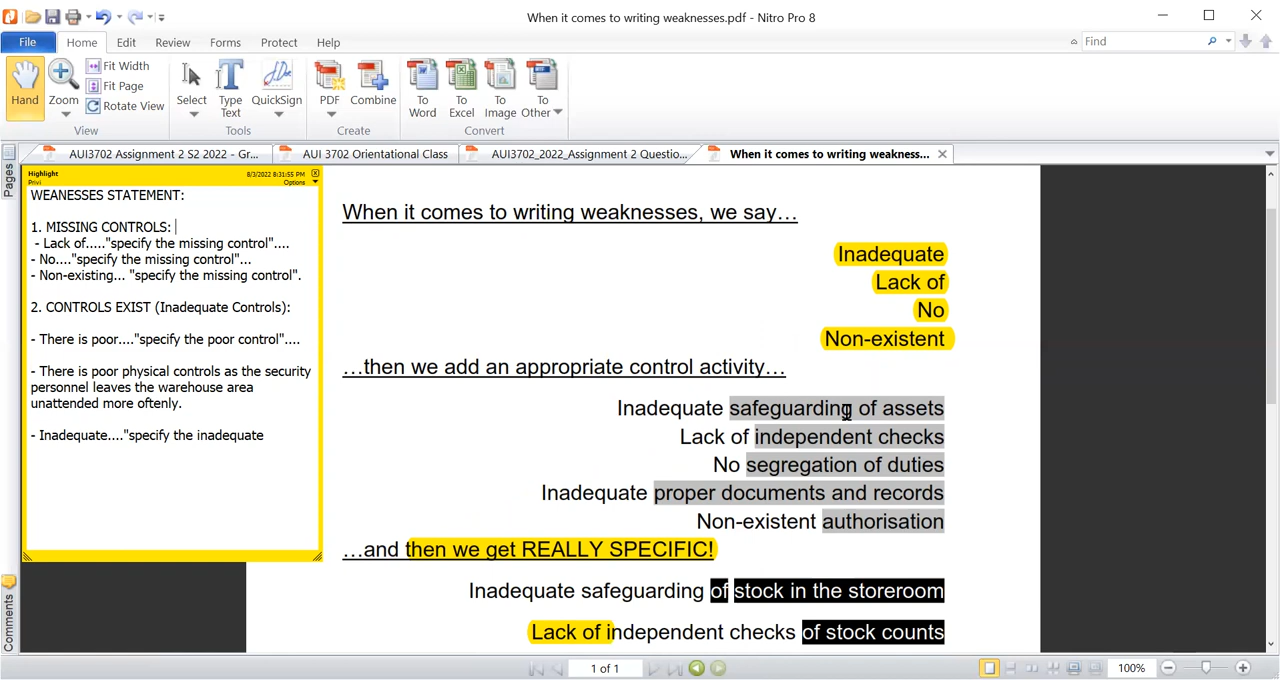 When it comes to writing weaknesses.pdf - Nitro Pro 8
File Home Edit Review Forms Protect Help
Find
Hand
Zoom
Fit Width
Fit Page
Rotate View
View
Select
Type Text
QuickSign
Tools
PDF
Combine
Create
To Word
To Excel
To Image
To Other
Convert
Pages
AUI3702 Assignment 2 S2 2022 - Gr...
AUI 3702 Orientational Class
AUI3702_2022_Assignment 2 Questio...
When it comes to writing weakness...
Highlight 8/3/2022 8:31:55 PM
Privi Options
WEANESSES STATEMENT:
1. MISSING CONTROLS:
- Lack of....."specify the missing control"....
- No...."specify the missing control"...
- Non-existing... "specify the missing control".
2. CONTROLS EXIST (Inadequate Controls):
- There is poor...."specify the poor control"....
- There is poor physical controls as the security
personnel leaves the warehouse area
unattended more oftenly.
- Inadequate...."specify the inadequate
When it comes to writing weaknesses, we say…
Inadequate
Lack of
No
Non-existent
…then we add an appropriate control activity…
Inadequate safeguarding of assets
Lack of independent checks
No segregation of duties
Inadequate proper documents and records
Non-existent authorisation
…and then we get REALLY SPECIFIC!
Inadequate safeguarding of stock in the storeroom
Lack of independent checks of stock counts
Comments
1 of 1
100%